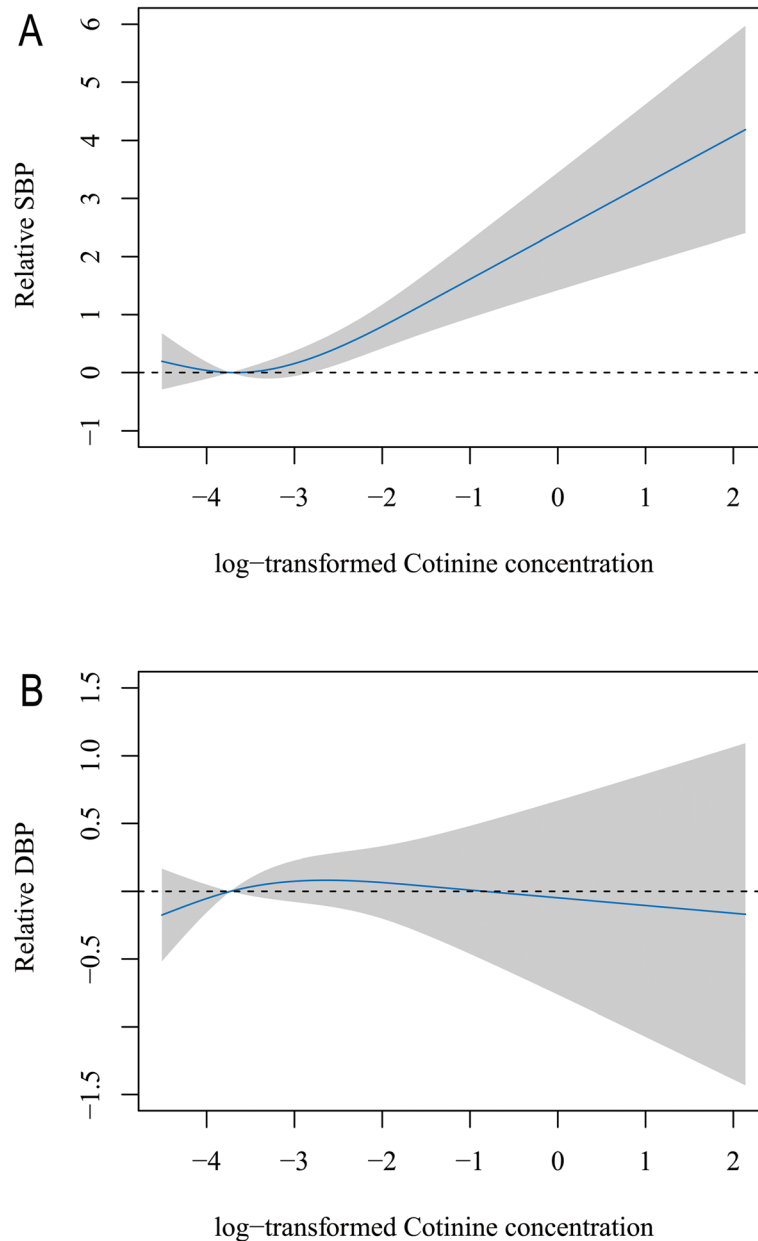 A
Relative SBP
6
5
4
3
2
1
0
−1
−4 −3 −2 −1 0 1 2
log−transformed Cotinine concentration
B
Relative DBP
1.5
1.0
0.5
−0.5
−1.5
−4 −3 −2 −1 0 1 2
log−transformed Cotinine concentration